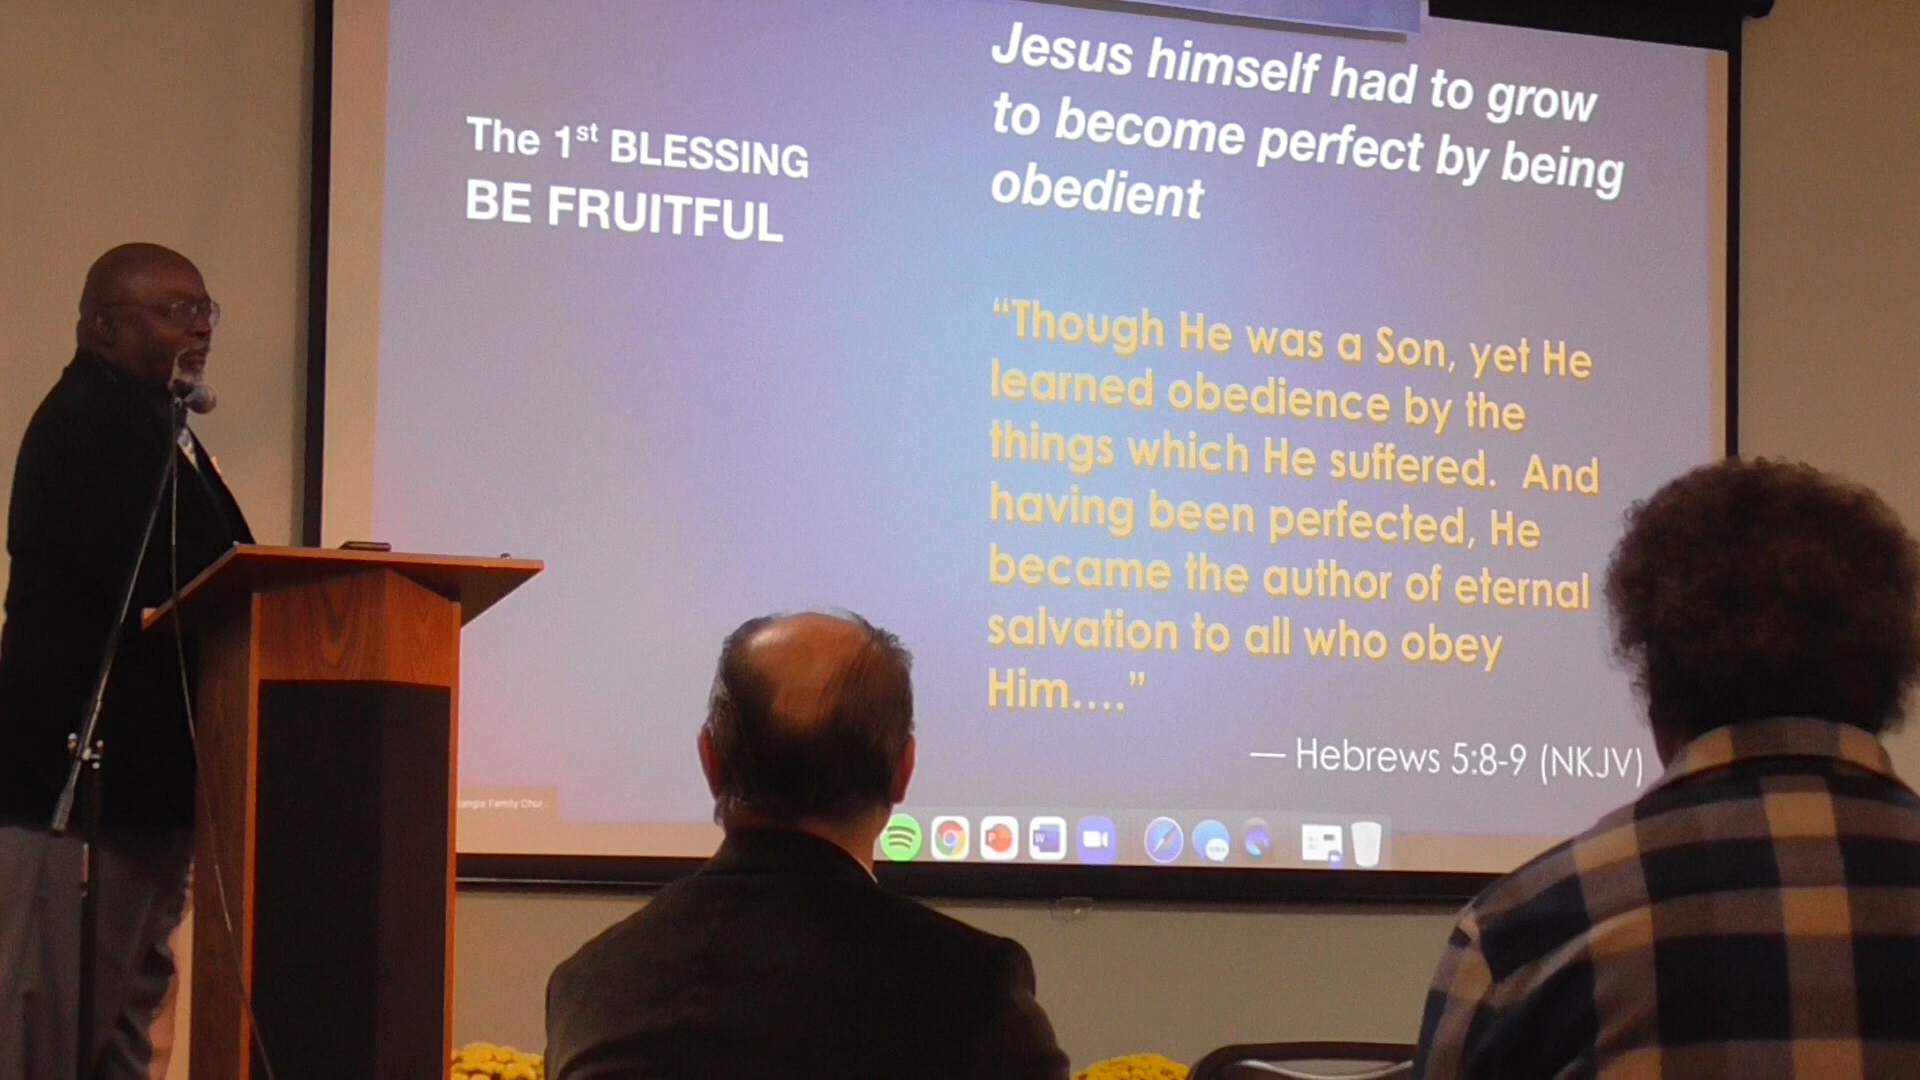 The 1st BLESSING
BE FRUITFUL
Jesus himself had to grow
to become perfect by being
obedient
“Though He was a Son, yet He
learned obedience by the
things which He suffered. And
having been perfected, He
became the author of eternal
salvation to all who obey
Him....”
— Hebrews 5:8-9 (NKJV)
Family Chur...